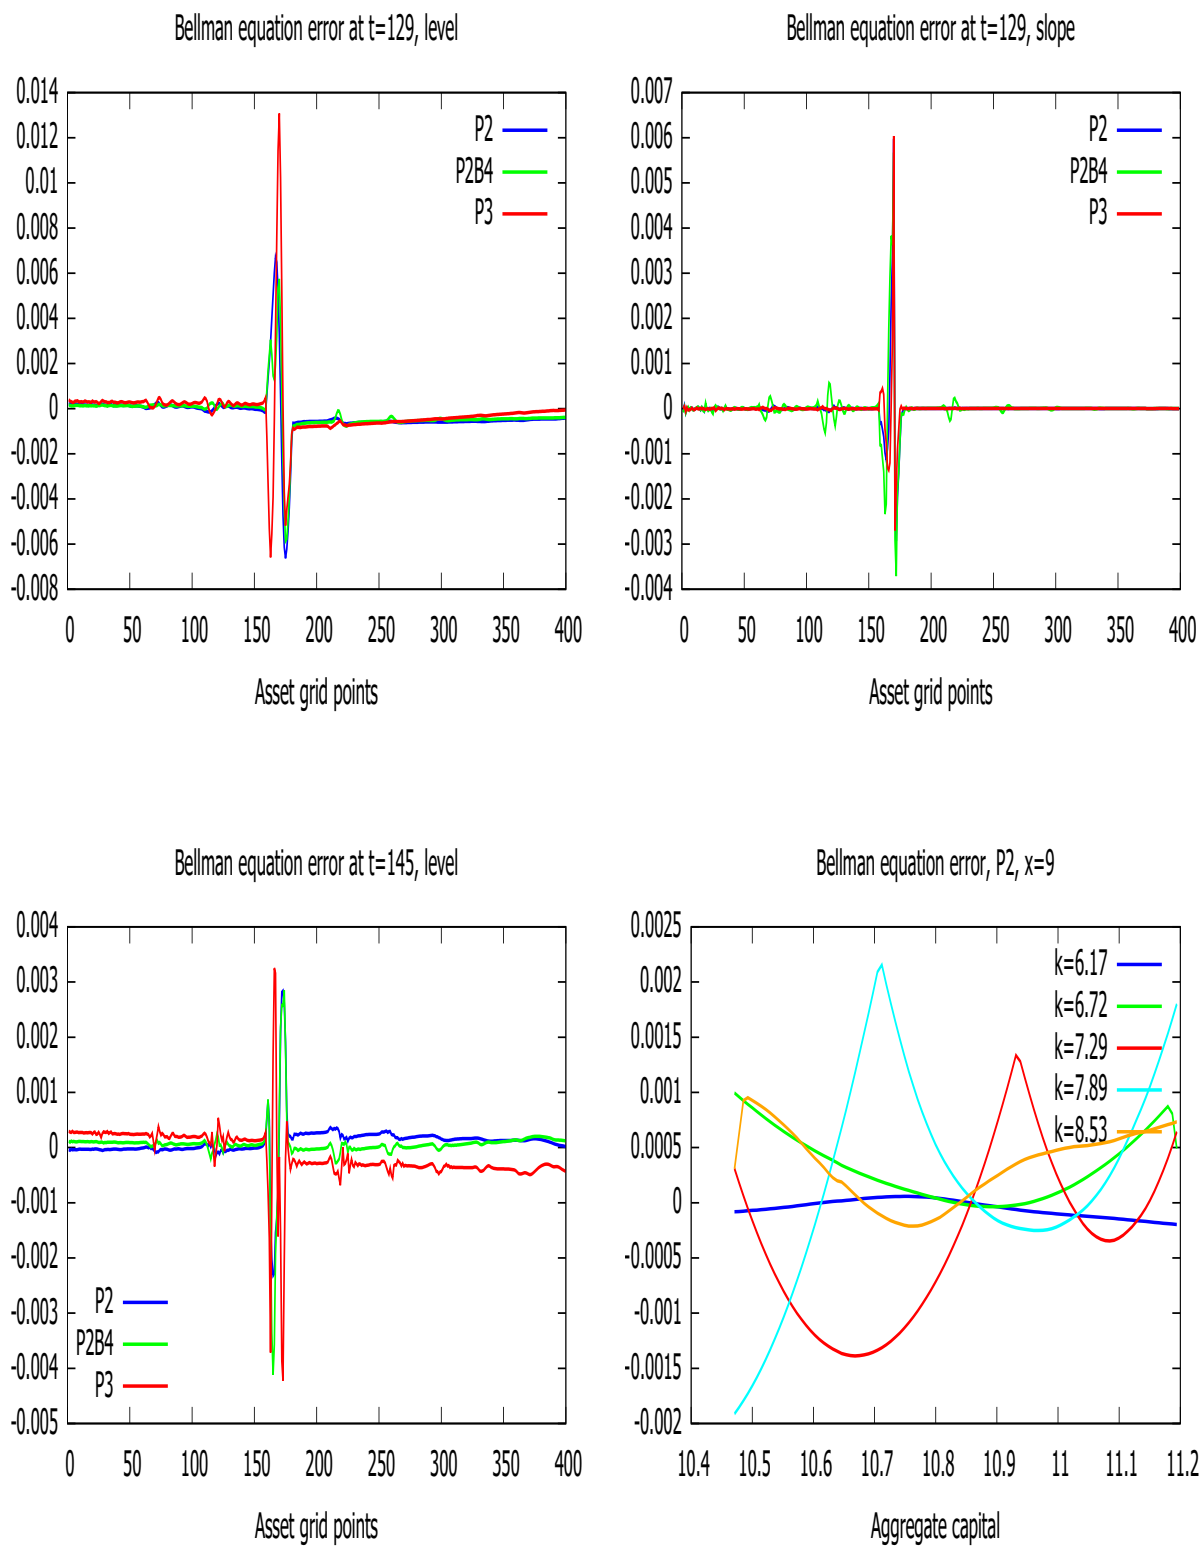 Bellman equation error at t=129, level
0.014
0.012
0.01
0.008
0.006
0.004
0.002
0
-0.002
-0.004
-0.006
-0.008
P2
P2B4
P3
0 50 100 150 200 250 300 350 400
Asset grid points
Bellman equation error at t=129, slope
0.007
0.006
0.005
0.004
0.003
0.002
0.001
0
-0.001
-0.002
-0.003
-0.004
P2
P2B4
P3
0 50 100 150 200 250 300 350 400
Asset grid points
Bellman equation error at t=145, level
0.004
0.003
0.002
0.001
0
-0.001
-0.002
-0.003
-0.004
-0.005
P2
P2B4
P3
0 50 100 150 200 250 300 350 400
Asset grid points
Bellman equation error, P2, x=9
0.0025
0.002
0.0015
0.001
0.0005
0
-0.0005
-0.001
-0.0015
-0.002
k=6.17
k=6.72
k=7.29
k=7.89
k=8.53
10.4 10.5 10.6 10.7 10.8 10.9 11 11.1 11.2
Aggregate capital